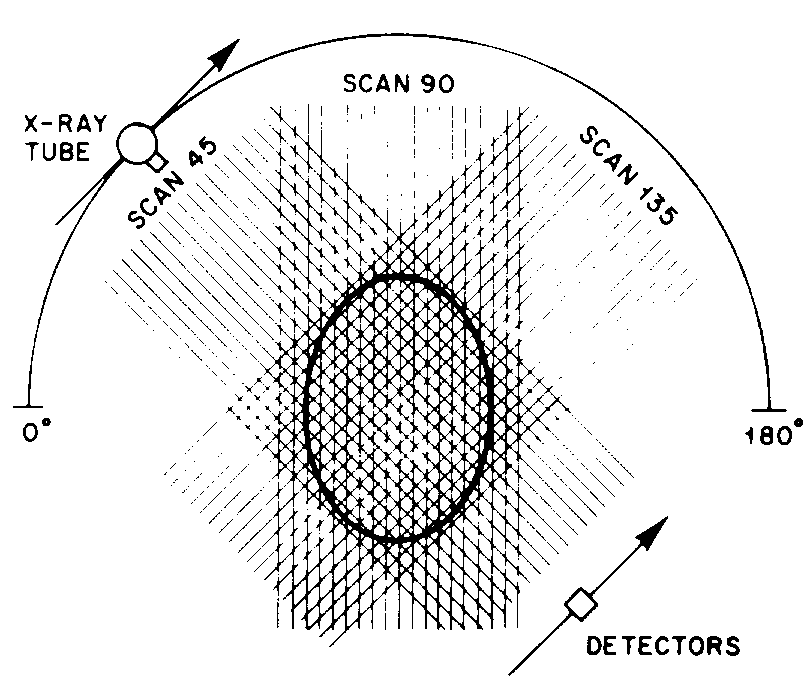 SCAN 90
X-RAY
TUBE
SCAN 45
SCAN 135
0°
180°
DETECTORS